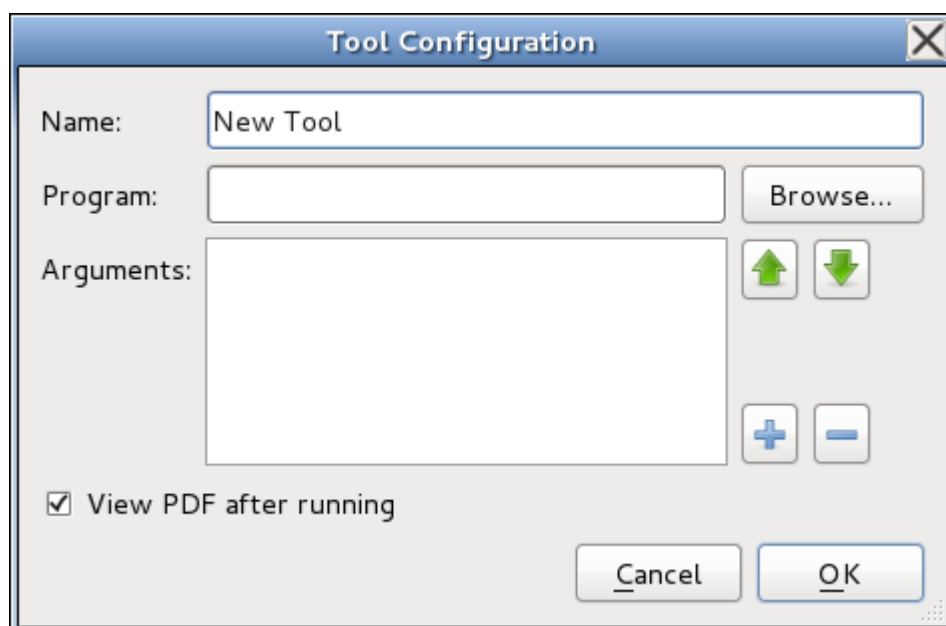 Tool Configuration
Name: New Tool
Program: Browse...
Arguments:
View PDF after running
Cancel OK